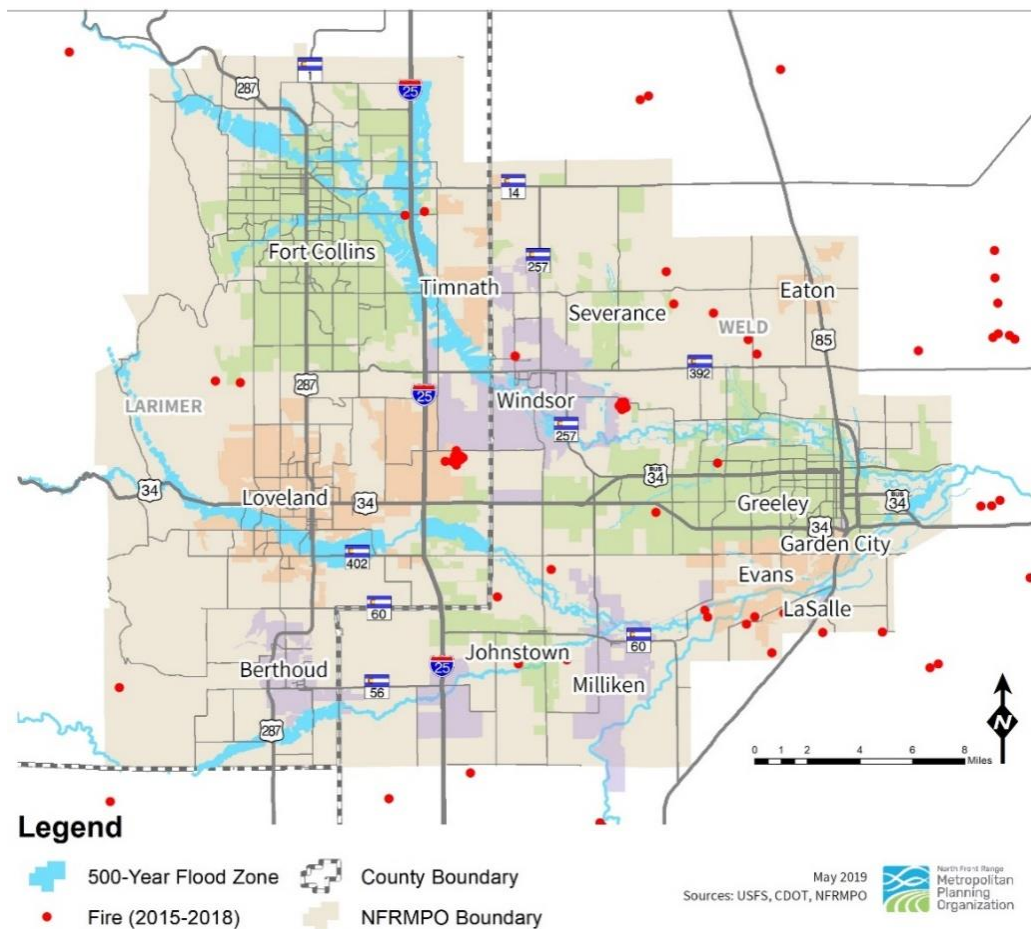 1
287
25
14
Fort Collins
257
Timnath
Severance
Eaton
WELD
85
392
287
25
LARIMER
Windsor
257
34
Loveland
34
BUS
34
Greeley
BUS
34
34
Garden City
402
Evans
60
LaSalle
60
Johnstown
Berthoud
25
56
Milliken
287
N
0 1 2 4 6 8
Miles
Legend
500-Year Flood Zone
County Boundary
Fire (2015-2018)
NFRMPO Boundary
May 2019
Sources: USFS, CDOT, NFRMPO
North Front Range
Metropolitan
Planning
Organization